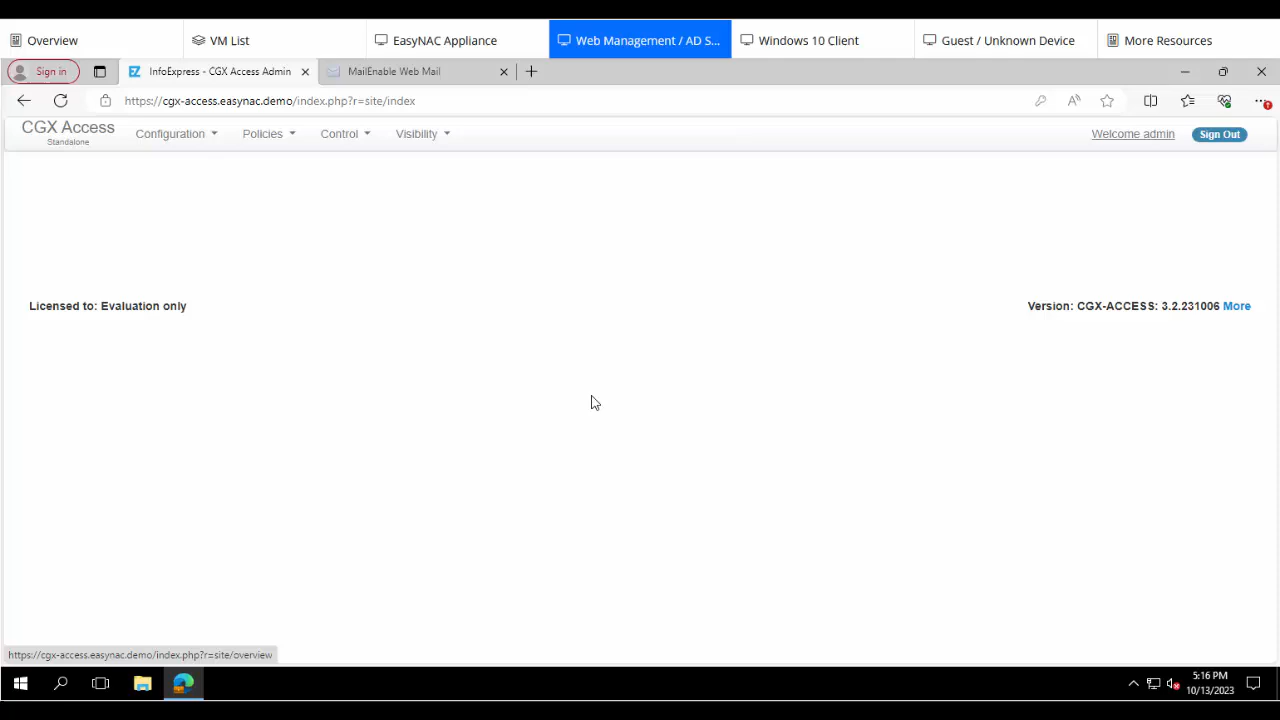 Overview
VM List
EasyNAC Appliance
Web Management / AD S...
Windows 10 Client
Guest / Unknown Device
More Resources
Sign in
InfoExpress - CGX Access Admin
MailEnable Web Mail
https://cgx-access.easynac.demo/index.php?r=site/index
CGX Access
Standalone
Configuration
Policies
Control
Visibility
Welcome admin
Sign Out
Licensed to: Evaluation only
Version: CGX-ACCESS: 3.2.231006 More
https://cgx-access.easynac.demo/index.php?r=site/overview
5:16 PM
10/13/2023